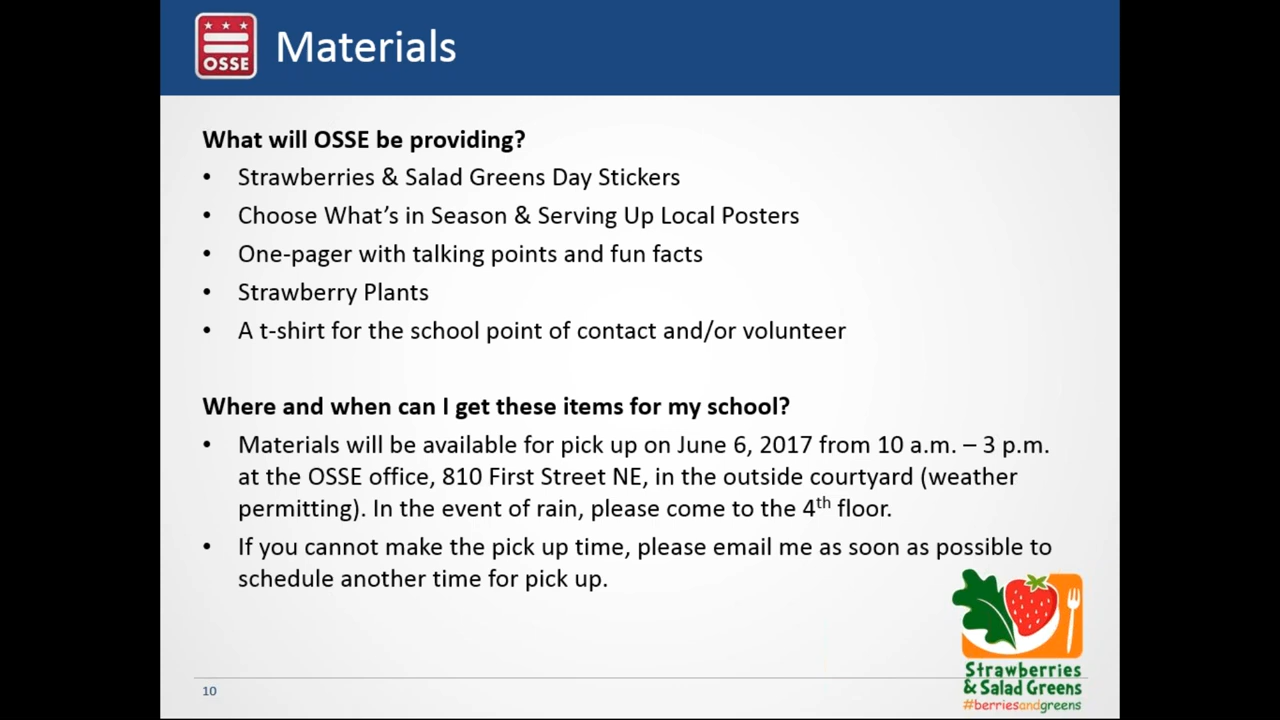 OSSE
Materials
What will OSSE be providing?
• Strawberries & Salad Greens Day Stickers
• Choose What’s in Season & Serving Up Local Posters
• One-pager with talking points and fun facts
• Strawberry Plants
• A t-shirt for the school point of contact and/or volunteer
Where and when can I get these items for my school?
• Materials will be available for pick up on June 6, 2017 from 10 a.m. – 3 p.m.
at the OSSE office, 810 First Street NE, in the outside courtyard (weather
permitting). In the event of rain, please come to the 4th floor.
• If you cannot make the pick up time, please email me as soon as possible to
schedule another time for pick up.
Strawberries
& Salad Greens
#berriesandgreens
10